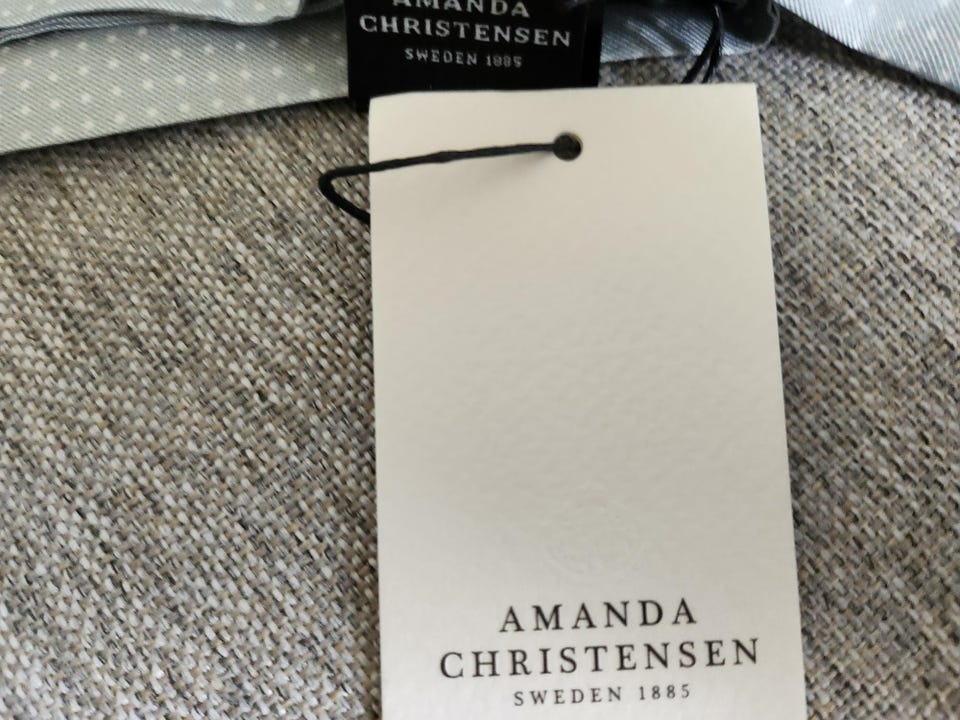 AMANDA
CHRISTENSEN
SWEDEN 1885
AMANDA
CHRISTENSEN
SWEDEN 1885